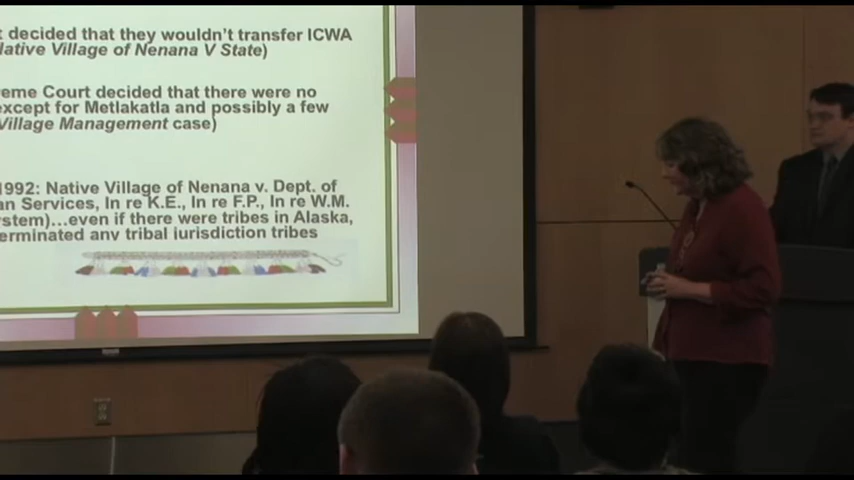 decided that they wouldn't transfer ICWA
Native Village of Nenana V State)
reme Court decided that there were no
except for Metlakatla and possibly a few
Village Management case)
1992: Native Village of Nenana v. Dept. of
an Services, In re K.E., In re F.P., In re W.M.
ystem)...even if there were tribes in Alaska,
erminated any tribal jurisdiction tribes